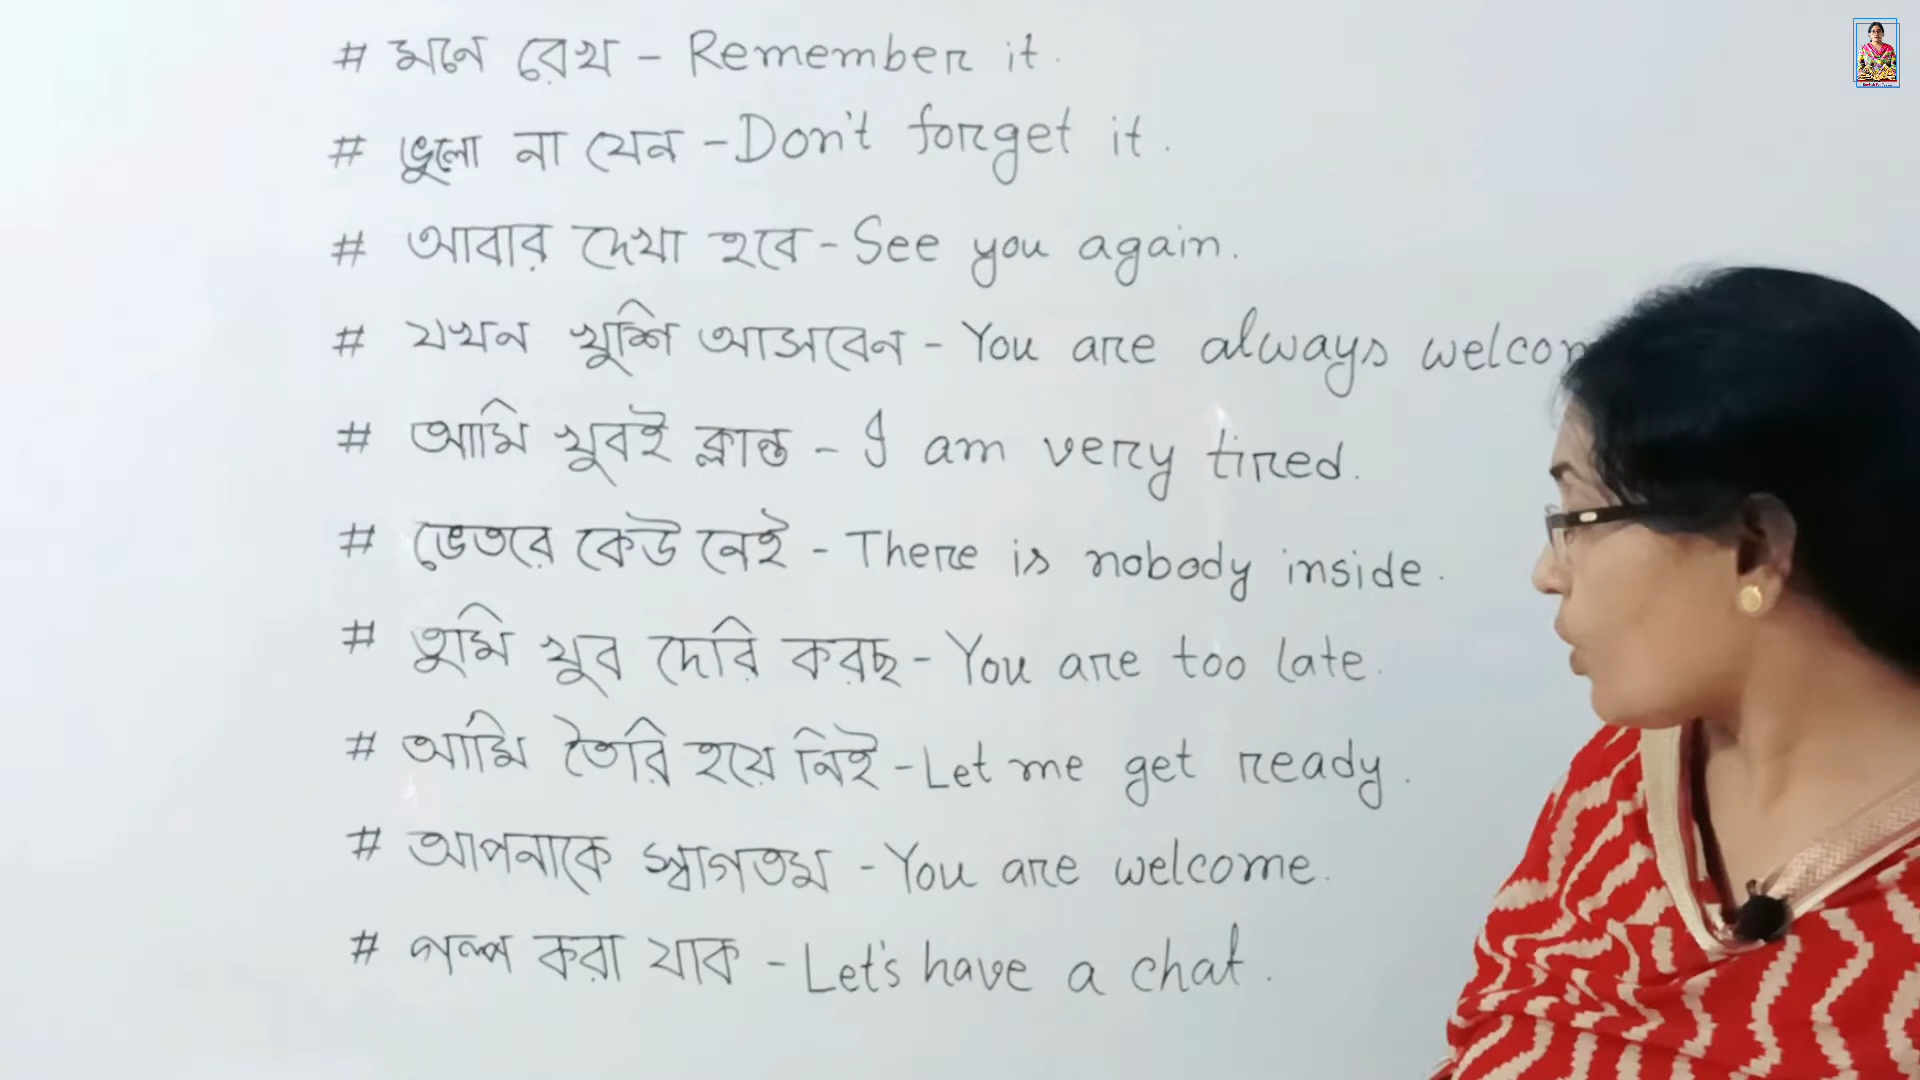 # মনে রেখ - Remember it.
# ভুলো না যেন - Don't forget it.
# আবার দেখা হবে - See you again.
# যখন খুশি আসবেন - You are always
# আমি খুবই ক্লান্ত - I am very tired.
# ভেতরে কেউ নেই - There is nobody inside.
# তুমি খুব দেরি করছ - You are too late.
# আমি তৈরি হয়ে নিই - Let me get ready.
# আপনাকে স্বাগতম - You are welcome.
# গল্প করা যাক - Let's have a chat.